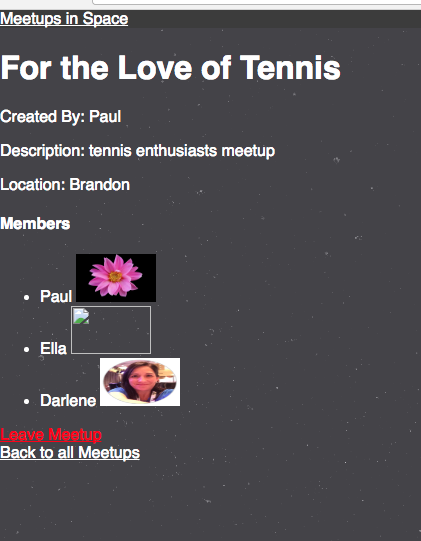 Meetups in Space
For the Love of Tennis
Created By: Paul
Description: tennis enthusiasts meetup
Location: Brandon
Members
Paul
Ella
Darlene
Leave Meetup
Back to all Meetups